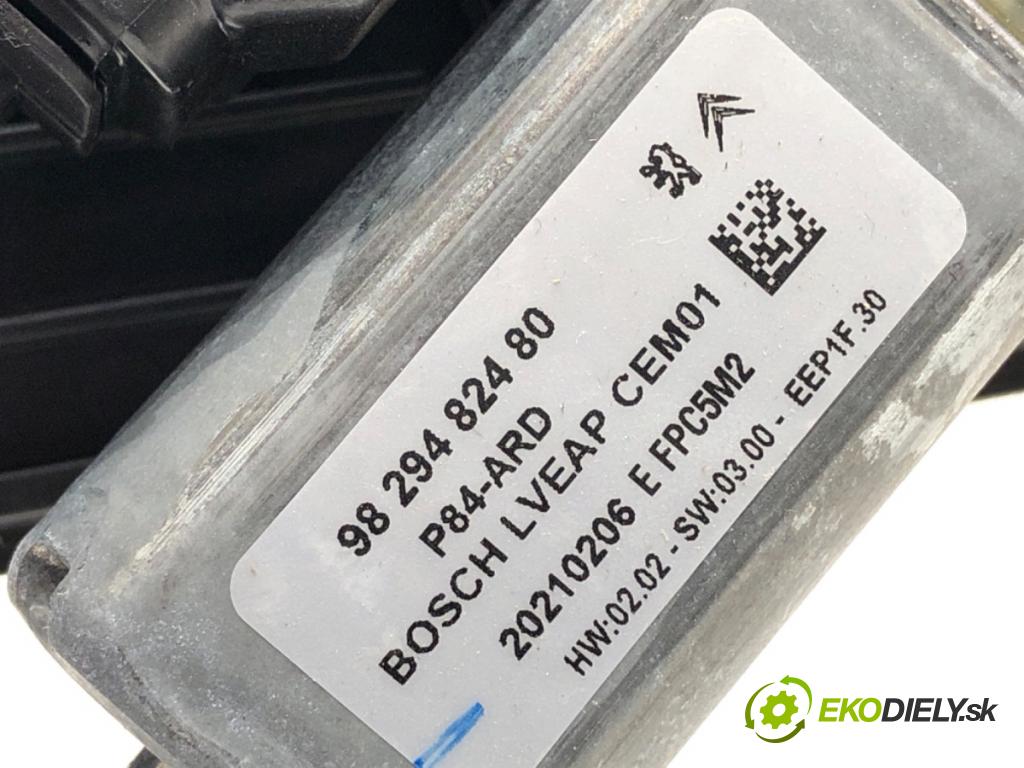 98 294 824 80
P84-ARD
BOSCH LVEAP CEM01
20210206 E FPC5M2
HW:02.02 - SW:03.00 - EEP1F.30
EKODIELY.sk